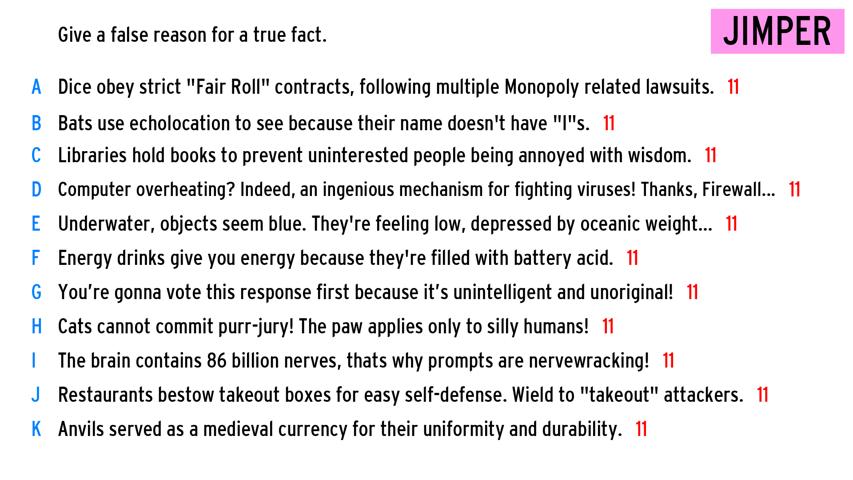 Give a false reason for a true fact.
JIMPER
A Dice obey strict "Fair Roll" contracts, following multiple Monopoly related lawsuits. 11
B Bats use echolocation to see because their name doesn't have "I"s. 11
C Libraries hold books to prevent uninterested people being annoyed with wisdom. 11
D Computer overheating? Indeed, an ingenious mechanism for fighting viruses! Thanks, Firewall... 11
E Underwater, objects seem blue. They're feeling low, depressed by oceanic weight... 11
F Energy drinks give you energy because they're filled with battery acid. 11
G You’re gonna vote this response first because it’s unintelligent and unoriginal! 11
H Cats cannot commit purr-jury! The paw applies only to silly humans! 11
I The brain contains 86 billion nerves, thats why prompts are nervewracking! 11
J Restaurants bestow takeout boxes for easy self-defense. Wield to "takeout" attackers. 11
K Anvils served as a medieval currency for their uniformity and durability. 11